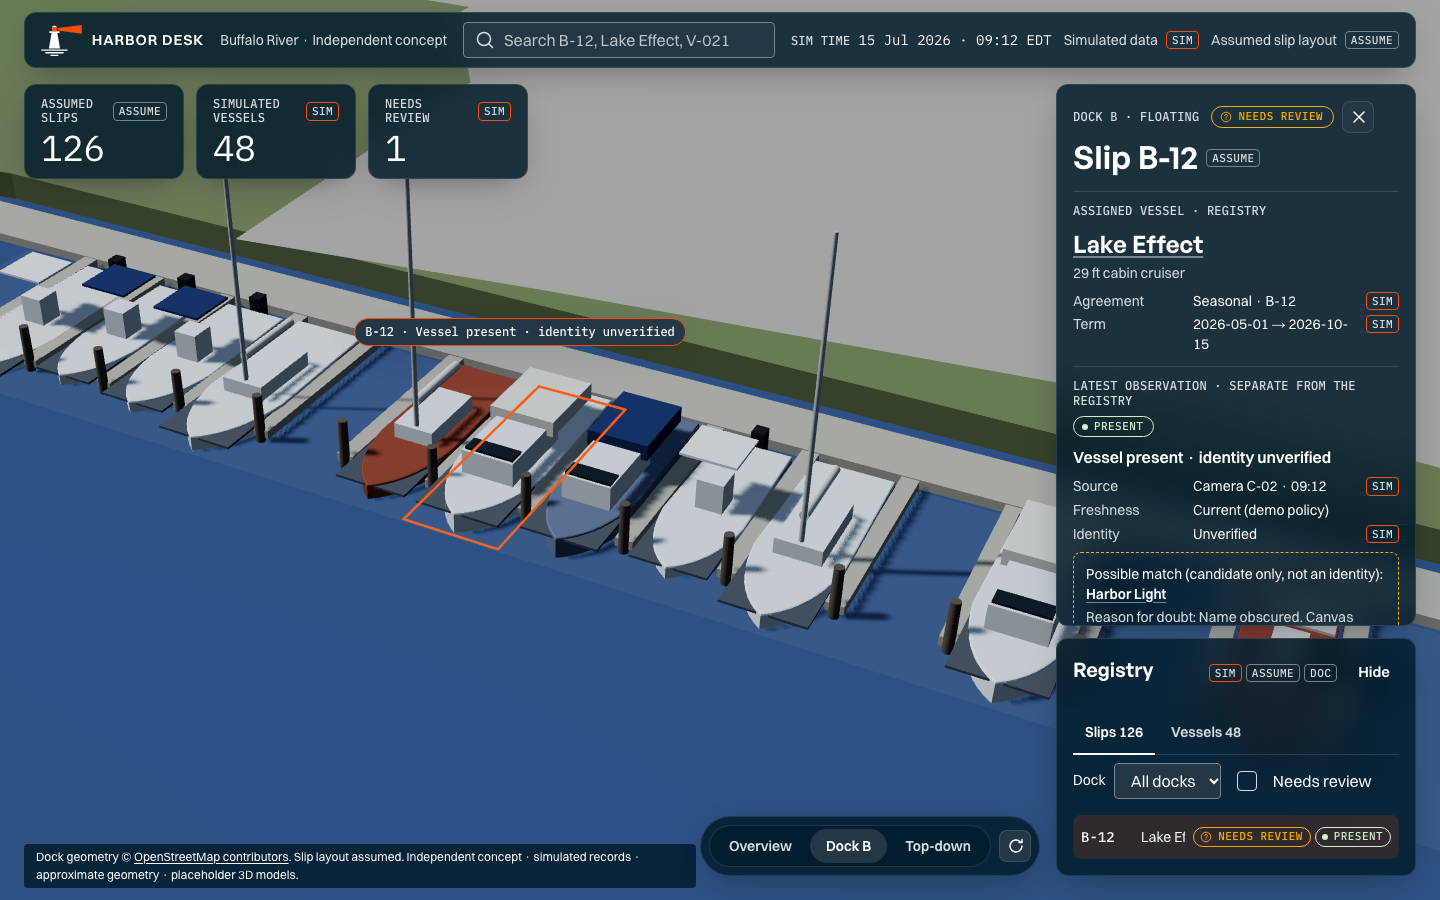 HARBOR DESK
Buffalo River · Independent concept
Search B-12, Lake Effect, V-021
SIM TIME 15 Jul 2026 · 09:12 EDT
Simulated data SIM
Assumed slip layout ASSUME
ASSUMED SLIPS ASSUME
126
SIMULATED VESSELS SIM
48
NEEDS REVIEW SIM
1
B-12 · Vessel present · identity unverified
DOCK B · FLOATING
NEEDS REVIEW
Slip B-12 ASSUME
ASSIGNED VESSEL · REGISTRY
Lake Effect
29 ft cabin cruiser
Agreement Seasonal · B-12 SIM
Term 2026-05-01 → 2026-10- SIM
15
LATEST OBSERVATION · SEPARATE FROM THE
REGISTRY
PRESENT
Vessel present · identity unverified
Source Camera C-02 · 09:12 SIM
Freshness Current (demo policy)
Identity Unverified SIM
Possible match (candidate only, not an identity):
Harbor Light
Reason for doubt: Name obscured. Canvas
Registry SIM ASSUME DOC Hide
Slips 126 Vessels 48
Dock All docks Needs review
B-12 Lake Ef NEEDS REVIEW PRESENT
Overview Dock B Top-down
Dock geometry © OpenStreetMap contributors. Slip layout assumed. Independent concept · simulated records ·
approximate geometry · placeholder 3D models.